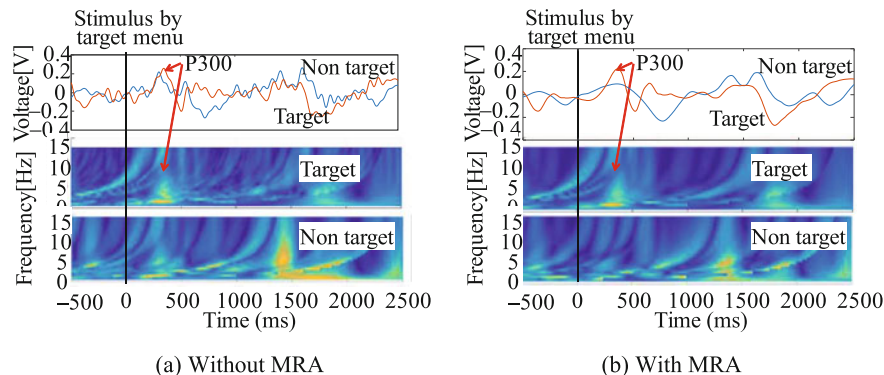 Stimulus by
target menu
0.4
0.2
0
−0.2
−0.4
Voltage[V]
P300
Non target
Target
15
10
5
0
Frequency[Hz]
Target
15
10
5
0
Non target
−500 0 500 1000 1500 2000 2500
Time (ms)
(a) Without MRA
Stimulus by
target menu
0.4
0.2
0
−0.2
−0.4
Voltage[V]
P300
Non target
Target
15
10
5
0
Frequency[Hz]
Target
15
10
5
0
Non target
−500 0 500 1000 1500 2000 2500
Time (ms)
(b) With MRA